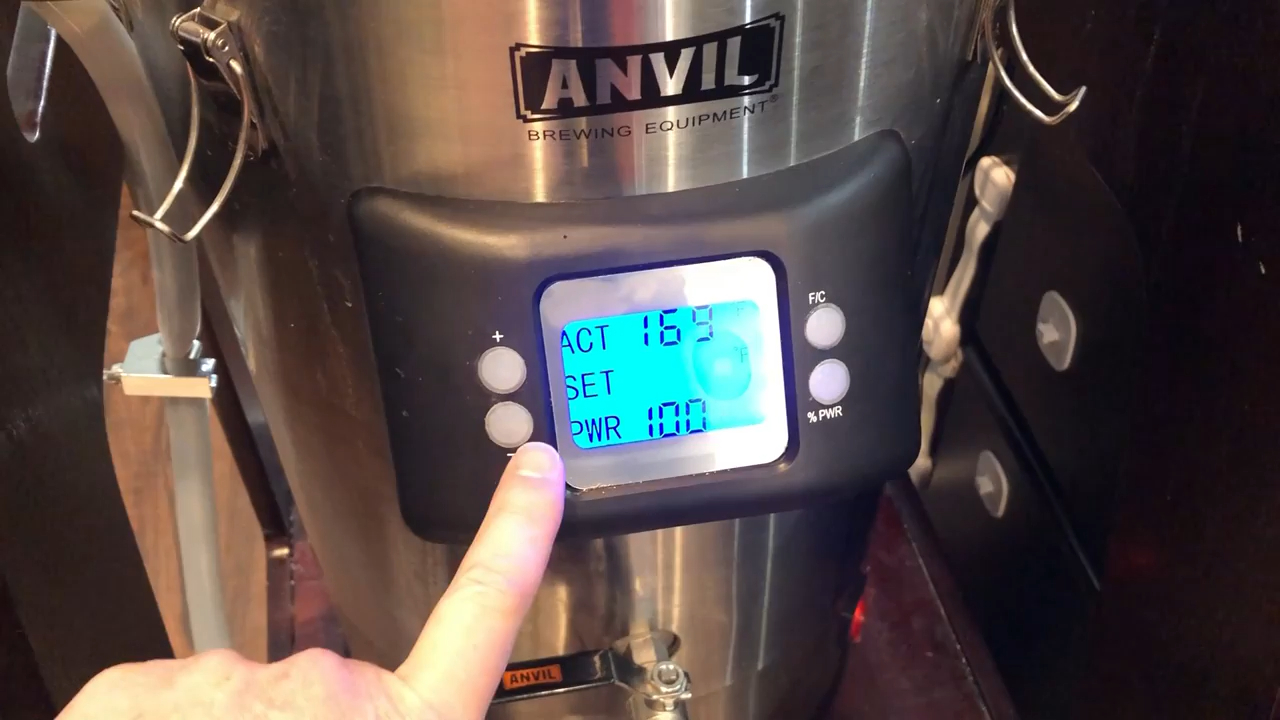 ANVIL
BREWING EQUIPMENT®
+
-
ACT 169 °F
SET
PWR 100
F/C
% PWR
ANVIL